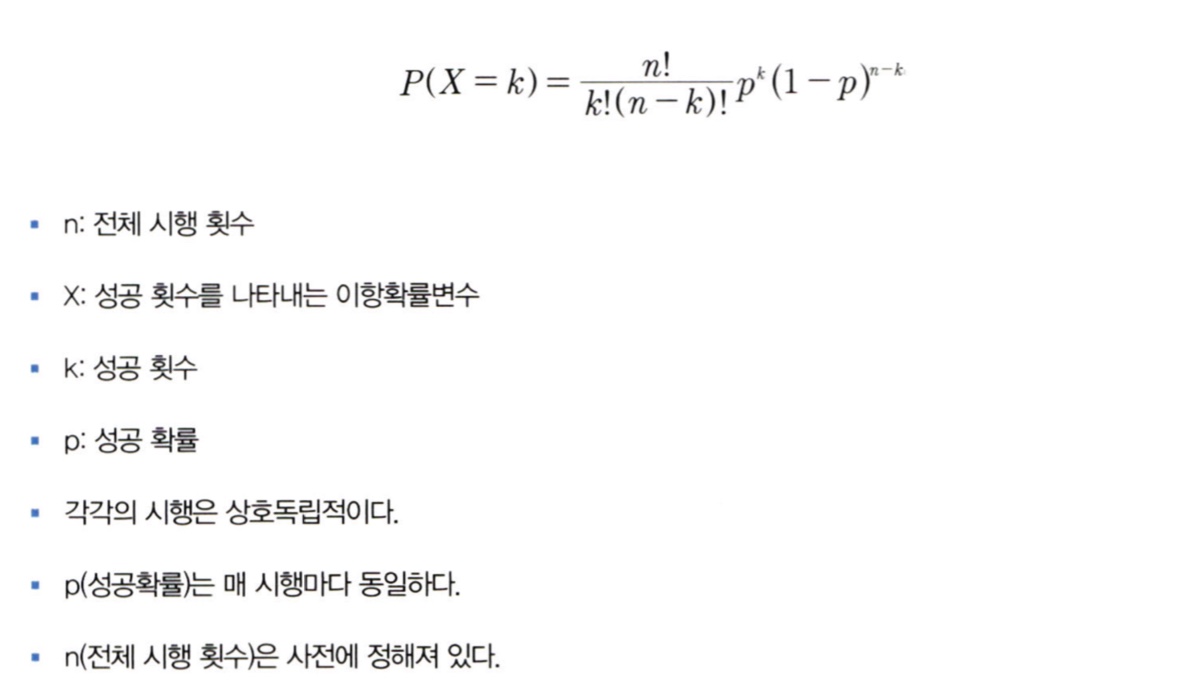 P(X = k) = n! / k!(n − k)! p^k (1 − p)^{n−k}
▪ n: 전체 시행 횟수
▪ X: 성공 횟수를 나타내는 이항확률변수
▪ k: 성공 횟수
▪ p: 성공 확률
▪ 각각의 시행은 상호독립적이다.
▪ p(성공확률)는 매 시행마다 동일하다.
▪ n(전체 시행 횟수)은 사전에 정해져 있다.